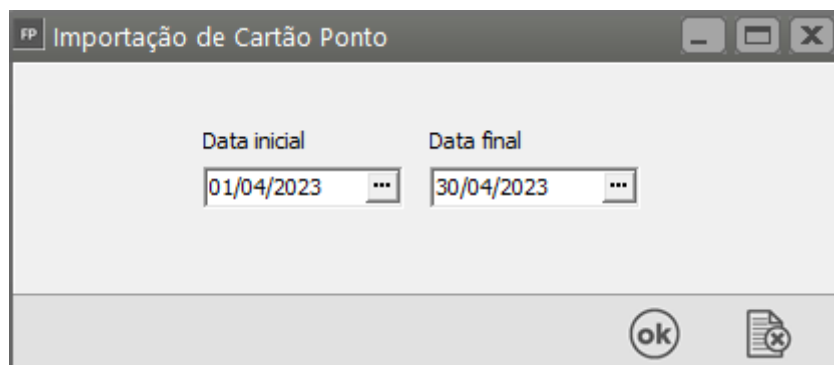 FP Importação de Cartão Ponto
Data inicial Data final
01/04/2023 ... 30/04/2023 ...
ok